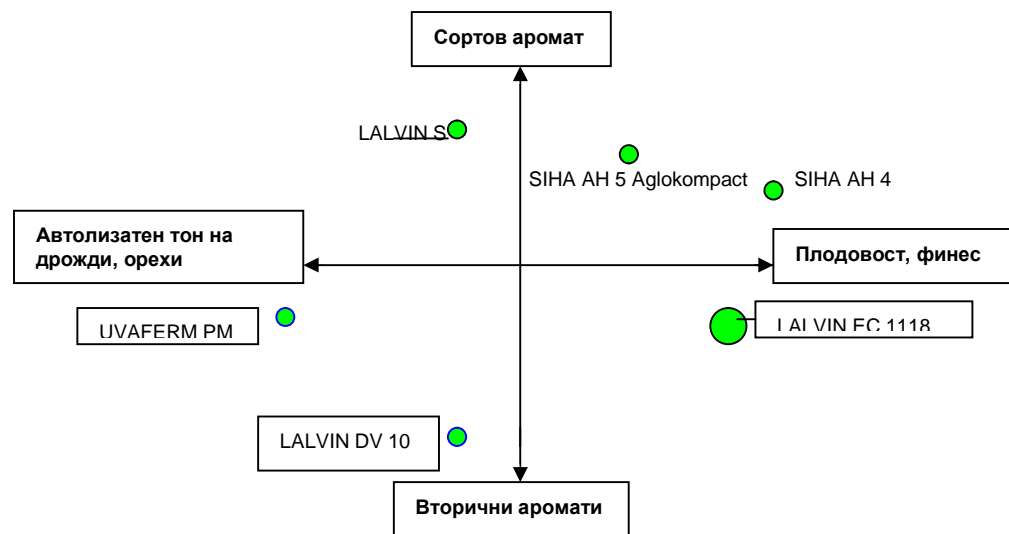 Сортов аромат
LALVIN S
SIHA AH 5 Aglokompact
SIHA AH 4
Автолизатен тон на
дрожди, орехи
Плодовост, финес
UVAFERM PM
LALVIN EC 1118
LALVIN DV 10
Вторични аромати